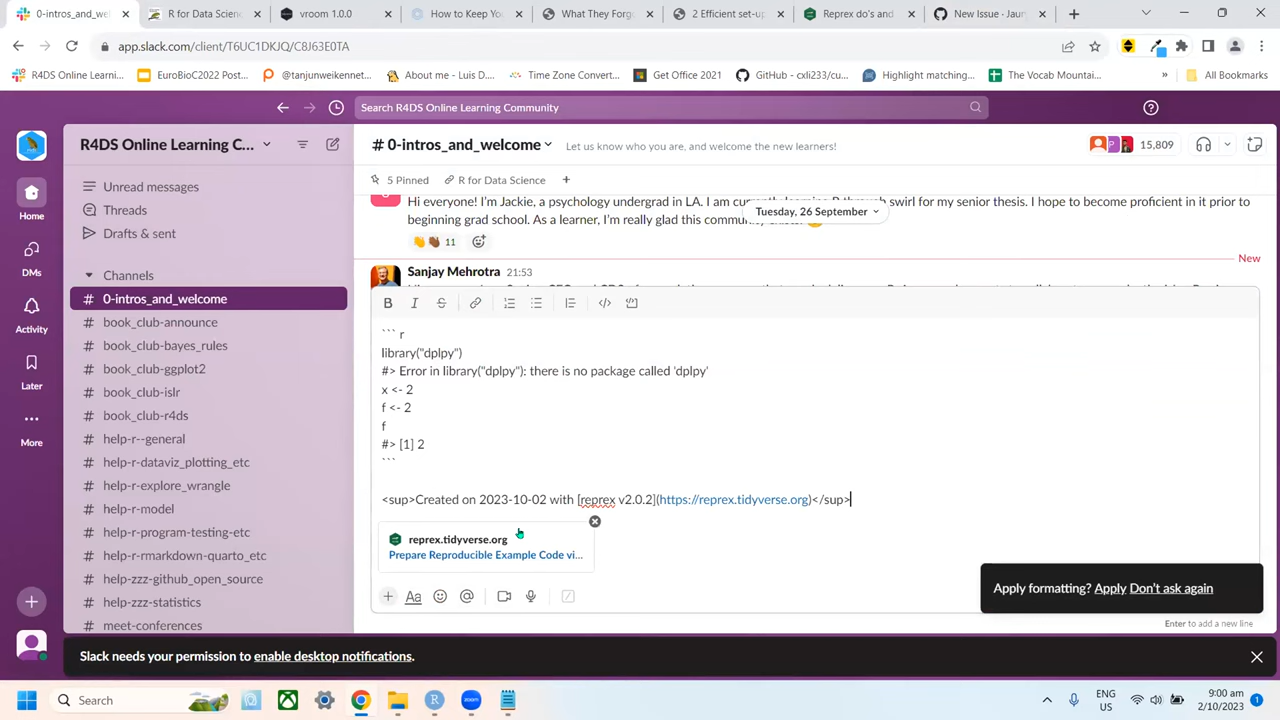 0-intros_and_welcome
R for Data Scienc
vroom 1.0.0
How to Keep You
What They Forg
2 Efficient set-up
Reprex do's and
New Issue · Jaun
app.slack.com/client/T6UC1DKJQ/C8J63E0TA
R4DS Online Learni...
EuroBioC2022 Post...
@tanjunweikennet...
About me – Luis D...
Time Zone Convert...
Get Office 2021
GitHub - cxli233/cu...
Highlight matching...
The Vocab Mountai...
»
All Bookmarks
Search R4DS Online Learning Community
R4DS Online Learning C...
# 0-intros_and_welcome
Let us know who you are, and welcome the new learners!
15,809
5 Pinned
R for Data Science
+
Home
DMs
Activity
Later
More
Unread messages
Threads
Drafts & sent
Channels
# 0-intros_and_welcome
# book_club-announce
# book_club-bayes_rules
# book_club-ggplot2
# book_club-islr
# book_club-r4ds
# help-r--general
# help-r-dataviz_plotting_etc
# help-r-explore_wrangle
# help-r-model
# help-r-program-testing-etc
# help-r-rmarkdown-quarto_etc
# help-zzz-github_open_source
# help-zzz-statistics
meet-conferences
Hi everyone! I'm Jackie, a psychology undergrad in LA. I am currently learning R through swirl for my senior thesis. I hope to become proficient in it prior to
beginning grad school. As a learner, I'm really glad this community
Tuesday, 26 September
11
New
Sanjay Mehrotra 21:53
``` r
library("dplpy")
#> Error in library("dplpy"): there is no package called 'dplpy'
x <- 2
f <- 2
f
#> [1] 2
```
<sup>Created on 2023-10-02 with [reprex v2.0.2](https://reprex.tidyverse.org)</sup>
reprex.tidyverse.org
Prepare Reproducible Example Code vi...
Aa
Apply formatting? Apply Don't ask again
Enter to add a new line
Slack needs your permission to enable desktop notifications.
Search
ENG
US
9:00 am
2/10/2023
1